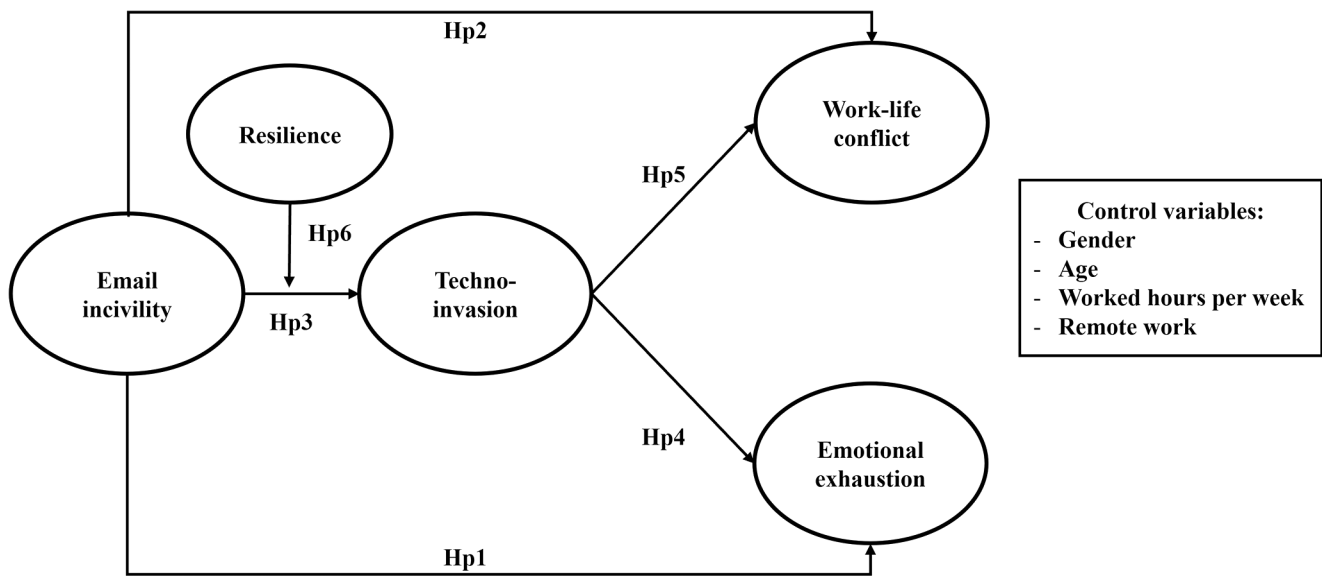 Hp2
Resilience
Work-life
conflict
Hp5
Hp6
Email
incivility
Hp3
Techno-
invasion
Control variables:
- Gender
- Age
- Worked hours per week
- Remote work
Hp4
Emotional
exhaustion
Hp1